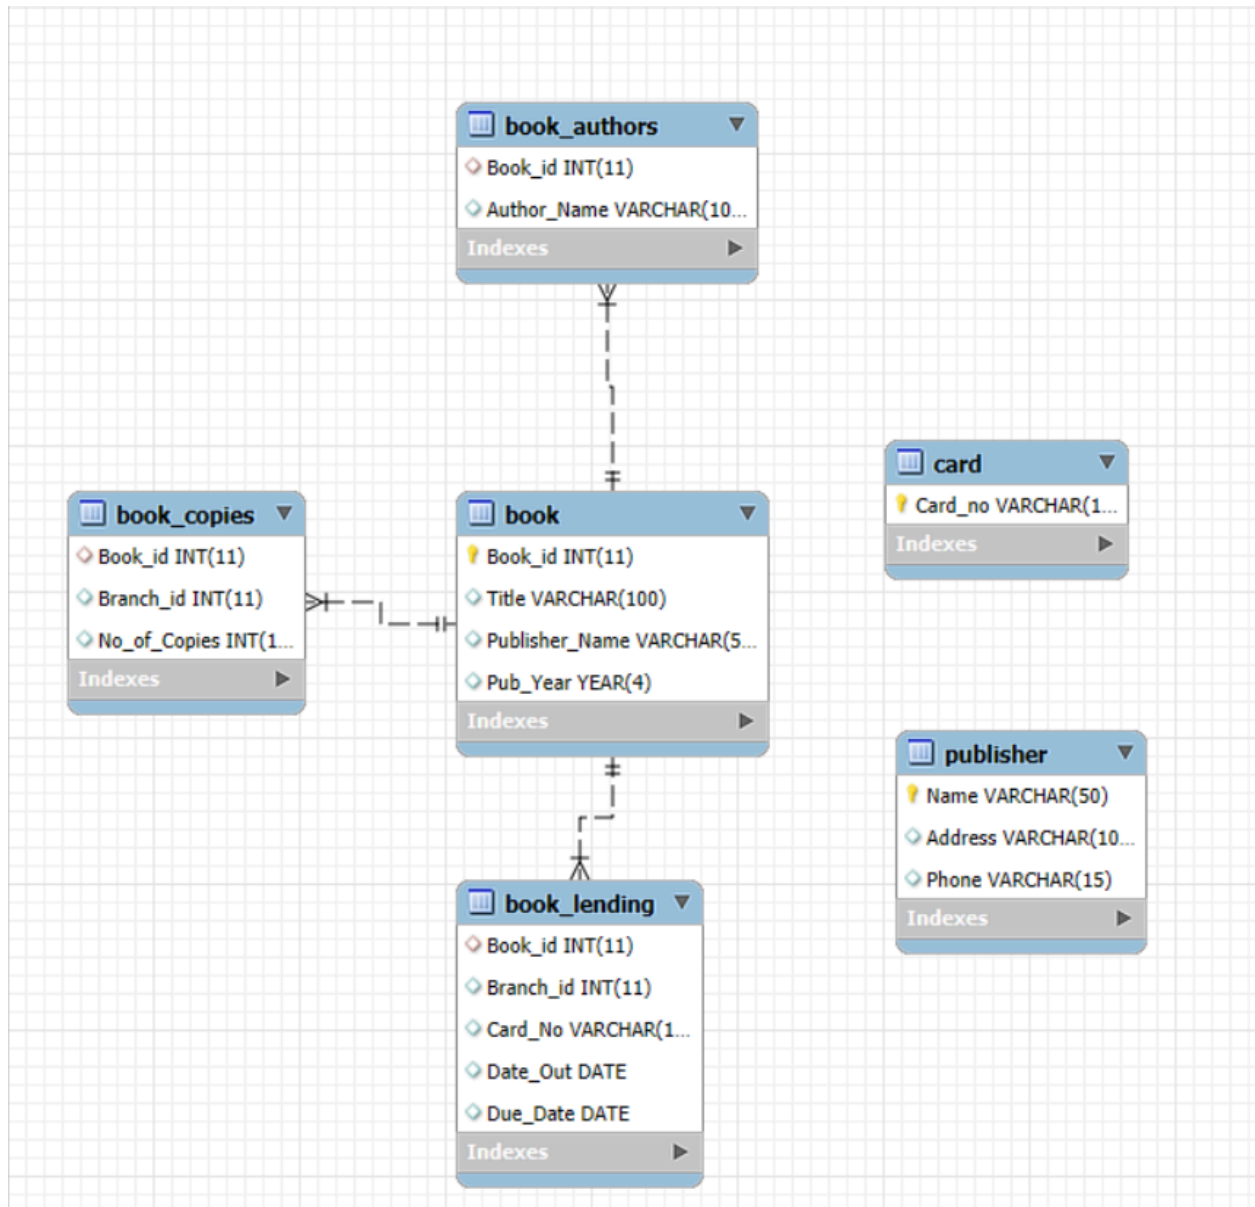 book_authors
Book_id INT(11)
Author_Name VARCHAR(10...
Indexes
book_copies
Book_id INT(11)
Branch_id INT(11)
No_of_Copies INT(1...
Indexes
book
Book_id INT(11)
Title VARCHAR(100)
Publisher_Name VARCHAR(5...
Pub_Year YEAR(4)
Indexes
card
Card_no VARCHAR(1...
Indexes
publisher
Name VARCHAR(50)
Address VARCHAR(10...
Phone VARCHAR(15)
Indexes
book_lending
Book_id INT(11)
Branch_id INT(11)
Card_No VARCHAR(1...
Date_Out DATE
Due_Date DATE
Indexes